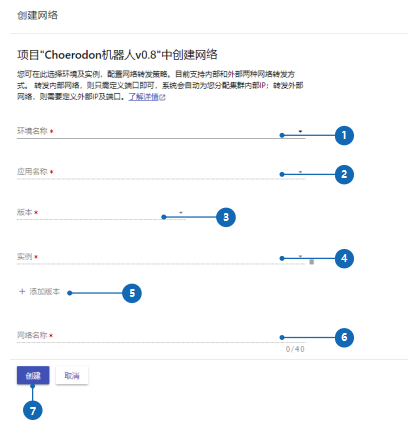 创建网络
项目"Choerodon机器人v0.8"中创建网络
您可在此选择环境及实例，配置网络转发策略。目前支持内部和外部两种网络转发方
式。 转发内部网络，则只需定义端口即可，系统会自动为您分配集群内部IP；转发外部
网络，则需要定义外部IP及端口。了解详情
环境名称 * 1
应用名称 * 2
版本 * 3
实例 * 4
+ 添加版本 5
网络名称 * 6
0/40
创建 取消
7